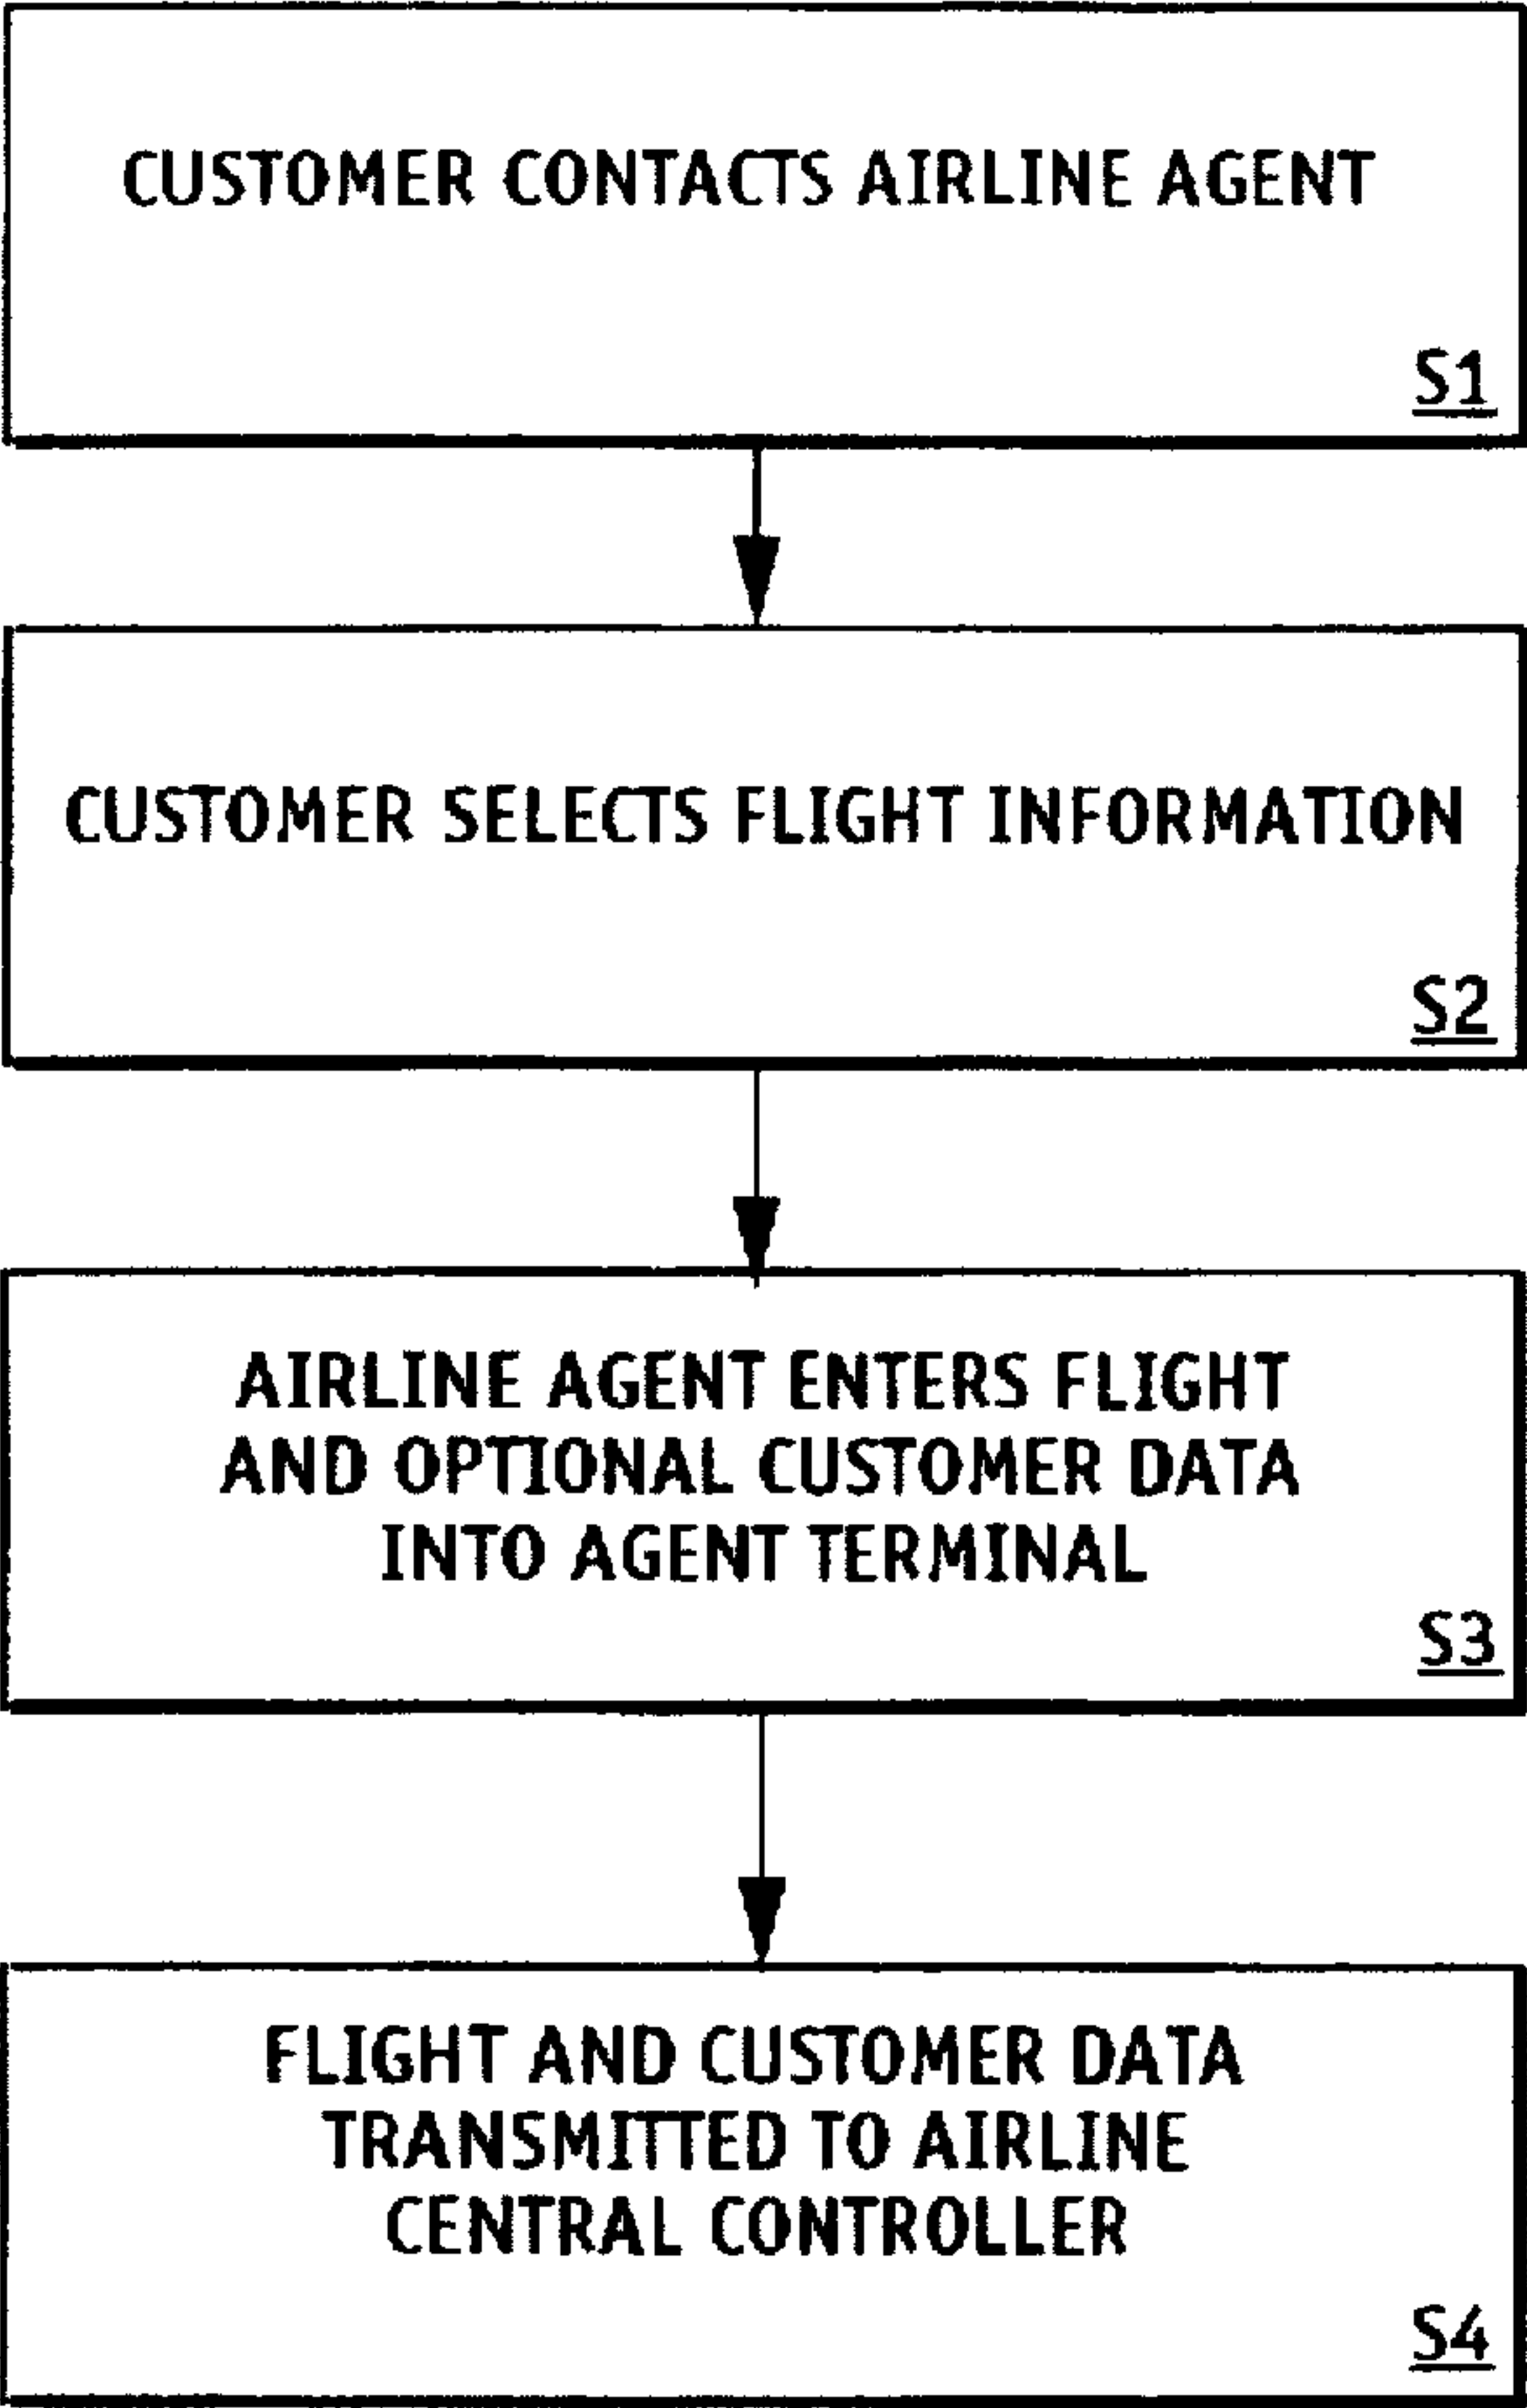 CUSTOMER CONTACTS AIRLINE AGENT
S1
CUSTOMER SELECTS FLIGHT INFORMATION
S2
AIRLINE AGENT ENTERS FLIGHT
AND OPTIONAL CUSTOMER DATA
INTO AGENT TERMINAL
S3
FLIGHT AND CUSTOMER DATA
TRANSMITTED TO AIRLINE
CENTRAL CONTROLLER
S4